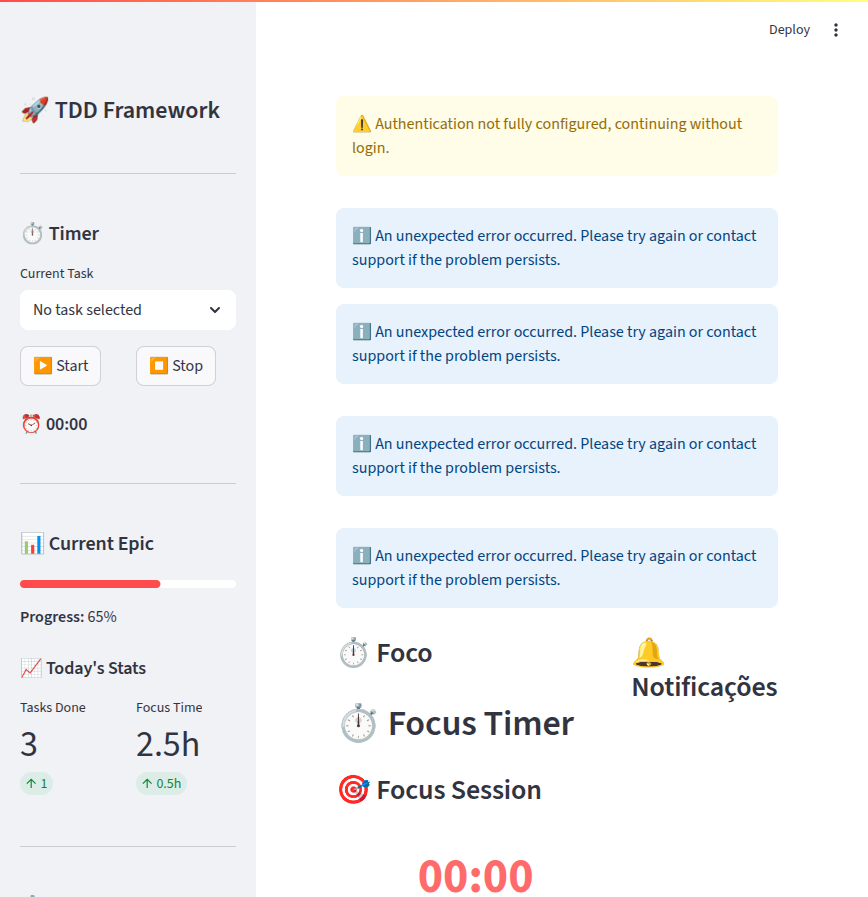 Deploy
🚀 TDD Framework
⏱️ Timer
Current Task
No task selected
▶️ Start
⏹️ Stop
⏰ 00:00
📊 Current Epic
Progress: 65%
📈 Today's Stats
Tasks Done
Focus Time
3
2.5h
↑ 1
↑ 0.5h
⚠️ Authentication not fully configured, continuing without
login.
ℹ️ An unexpected error occurred. Please try again or contact
support if the problem persists.
ℹ️ An unexpected error occurred. Please try again or contact
support if the problem persists.
ℹ️ An unexpected error occurred. Please try again or contact
support if the problem persists.
ℹ️ An unexpected error occurred. Please try again or contact
support if the problem persists.
⏱️ Foco
🔔
Notificações
⏱️ Focus Timer
🎯 Focus Session
00:00